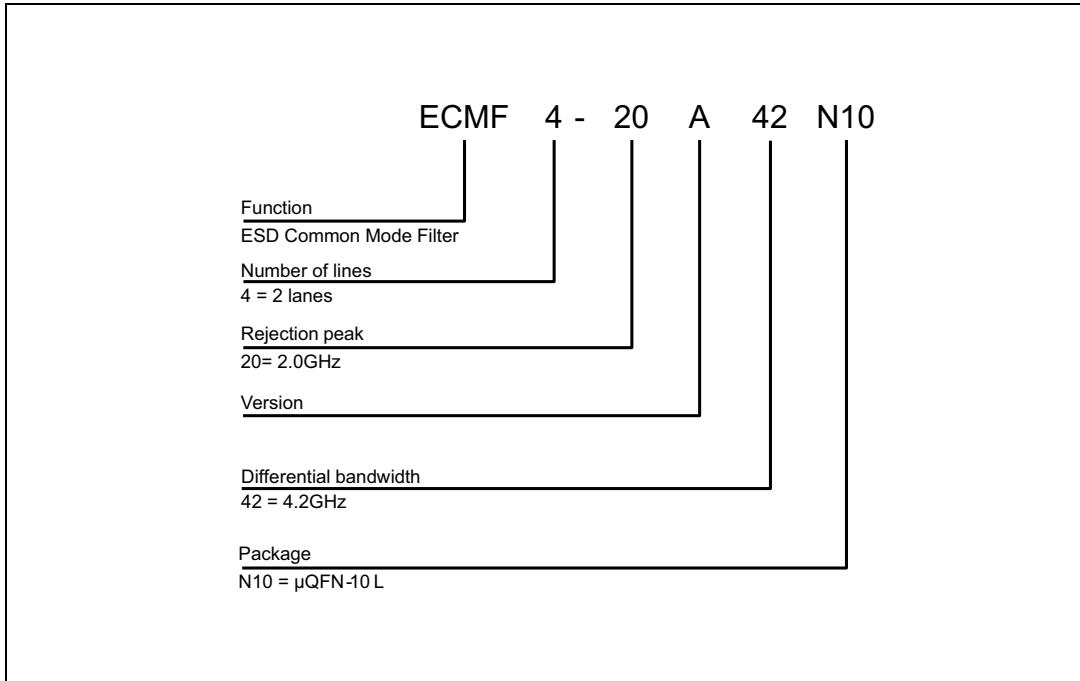 ECMF 4 - 20 A 42 N10
Function
ESD Common Mode Filter
Number of lines
4 = 2 lanes
Rejection peak
20= 2.0GHz
Version
Differential bandwidth
42 = 4.2GHz
Package
N10 = µQFN-10 L